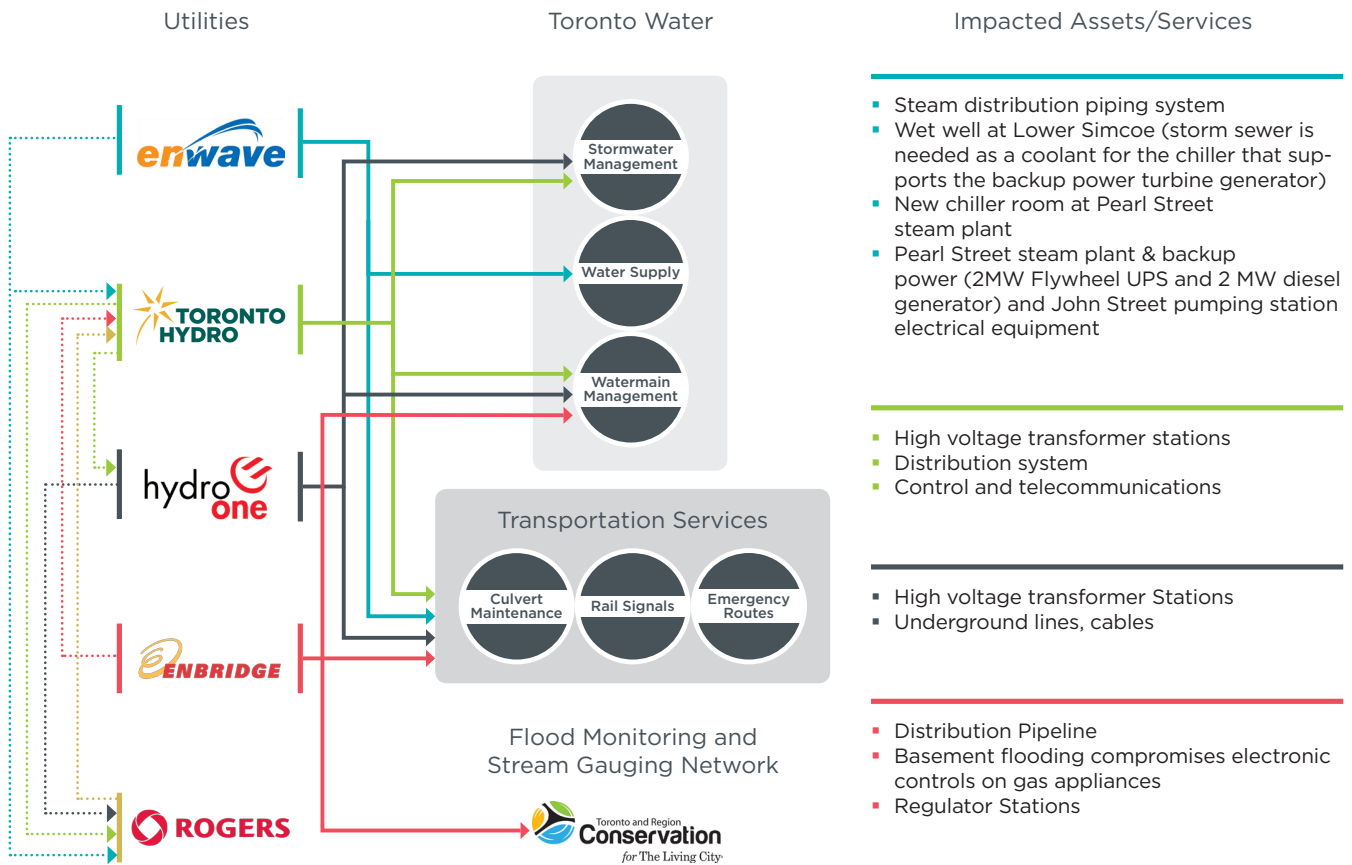 Utilities
Toronto Water
Impacted Assets/Services
enwave
TORONTO
HYDRO
hydro
one
ENBRIDGE
ROGERS
Stormwater
Management
Water Supply
Watermain
Management
Transportation Services
Culvert
Maintenance
Rail Signals
Emergency
Routes
Flood Monitoring and
Stream Gauging Network
Toronto and Region
Conservation
for The Living City
Steam distribution piping system
Wet well at Lower Simcoe (storm sewer is
needed as a coolant for the chiller that sup-
ports the backup power turbine generator)
New chiller room at Pearl Street
steam plant
Pearl Street steam plant & backup
power (2MW Flywheel UPS and 2 MW diesel
generator) and John Street pumping station
electrical equipment
High voltage transformer stations
Distribution system
Control and telecommunications
High voltage transformer Stations
Underground lines, cables
Distribution Pipeline
Basement flooding compromises electronic
controls on gas appliances
Regulator Stations